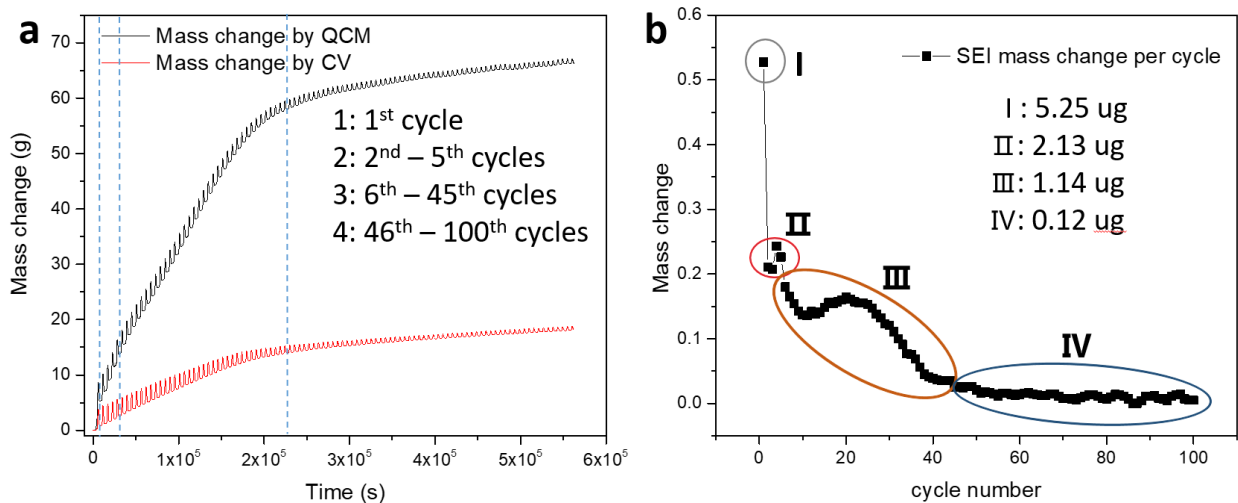 a
Mass change by QCM
Mass change by CV
1: 1st cycle
2: 2nd – 5th cycles
3: 6th – 45th cycles
4: 46th – 100th cycles
Mass change (g)
70
60
50
40
30
20
10
0
0
1x10^5
2x10^5
3x10^5
4x10^5
5x10^5
6x10^5
Time (s)
b
SEI mass change per cycle
I
I : 5.25 ug
II: 2.13 ug
III: 1.14 ug
IV: 0.12 ug
II
III
IV
Mass change
0.6
0.5
0.4
0.3
0.2
0.1
0.0
0
20
40
60
80
100
cycle number